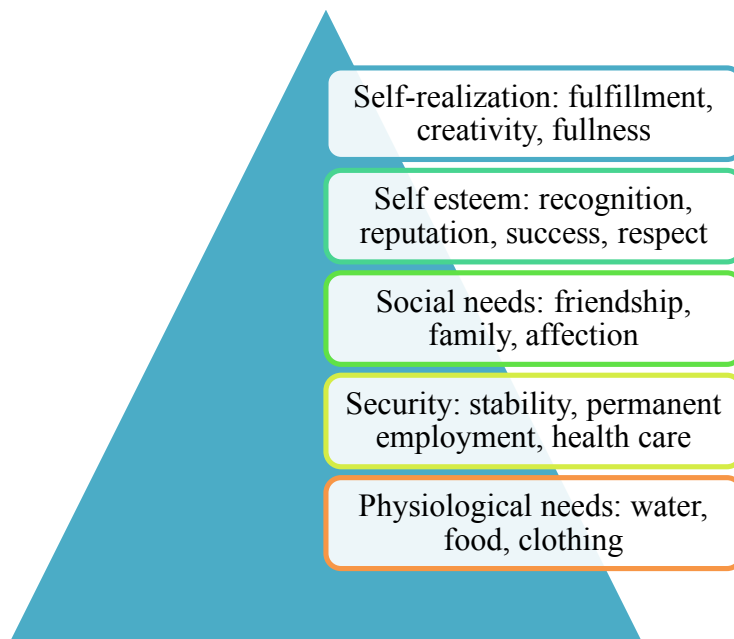 Self-realization: fulfillment,
creativity, fullness
Self esteem: recognition,
reputation, success, respect
Social needs: friendship,
family, affection
Security: stability, permanent
employment, health care
Physiological needs: water,
food, clothing